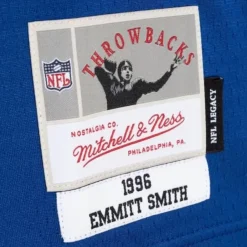 THROWBACKS
NFL
NOSTALGIA CO.
Mitchell & Ness
PHILADELPHIA, PA.
NFL LEGACY
1996
EMMITT SMITH